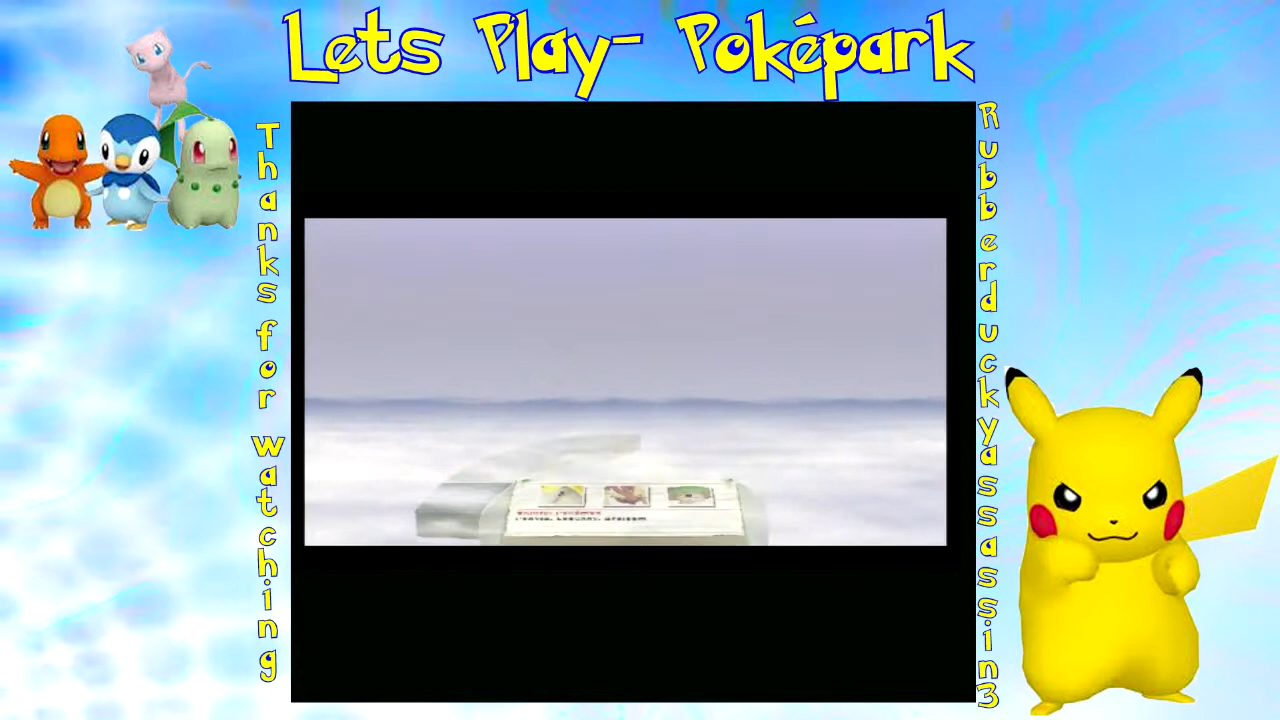 Lets Play- Poképark
Thanks for watching
Rubberduckyassassin3